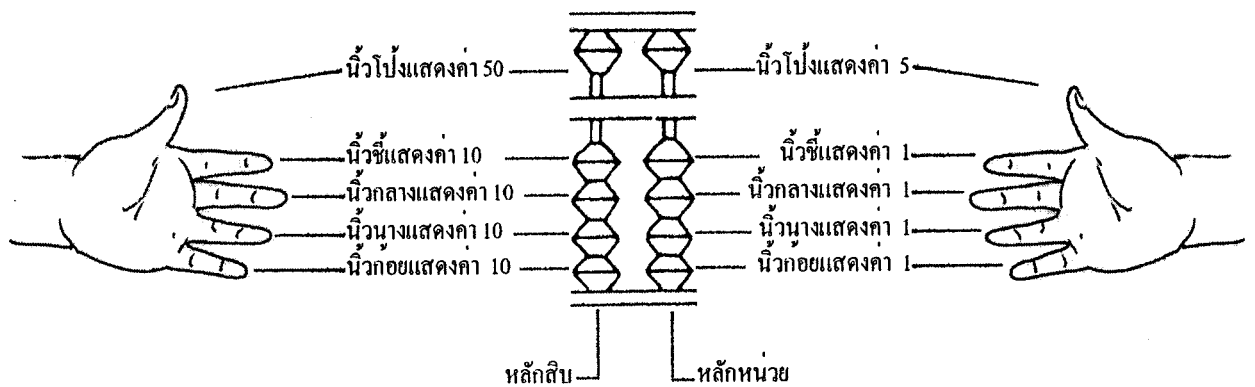 นิ้วโป้งแสดงค่า 50
นิ้วโป้งแสดงค่า 5
นิ้วชี้แสดงค่า 10
นิ้วชี้แสดงค่า 1
นิ้วกลางแสดงค่า 10
นิ้วกลางแสดงค่า 1
นิ้วนางแสดงค่า 10
นิ้วนางแสดงค่า 1
นิ้วก้อยแสดงค่า 10
นิ้วก้อยแสดงค่า 1
หลักสิบ
หลักหน่วย